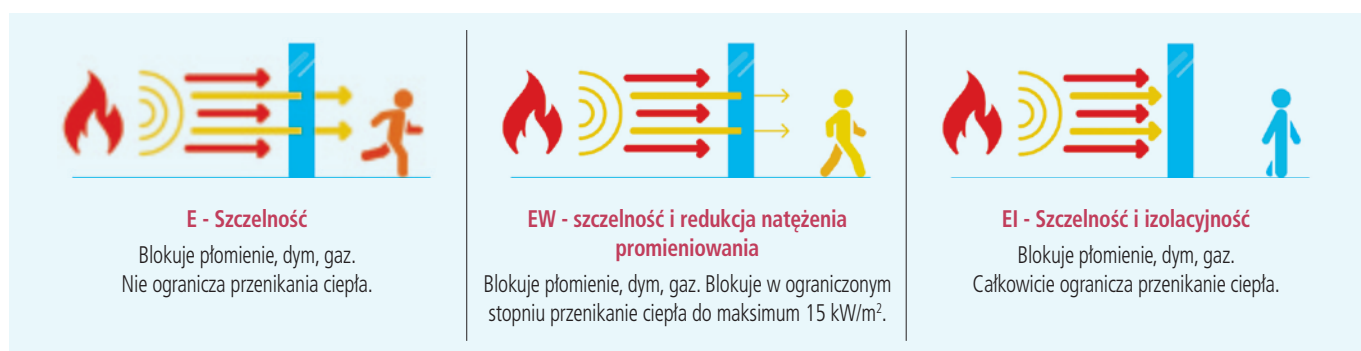 E - Szczelność
Blokuje płomienie, dym, gaz.
Nie ogranicza przenikania ciepła.
EW - szczelność i redukcja natężenia
promieniowania
Blokuje płomienie, dym, gaz. Blokuje w ograniczonym
stopniu przenikanie ciepła do maksimum 15 kW/m².
EI - Szczelność i izolacyjność
Blokuje płomienie, dym, gaz.
Całkowicie ogranicza przenikanie ciepła.